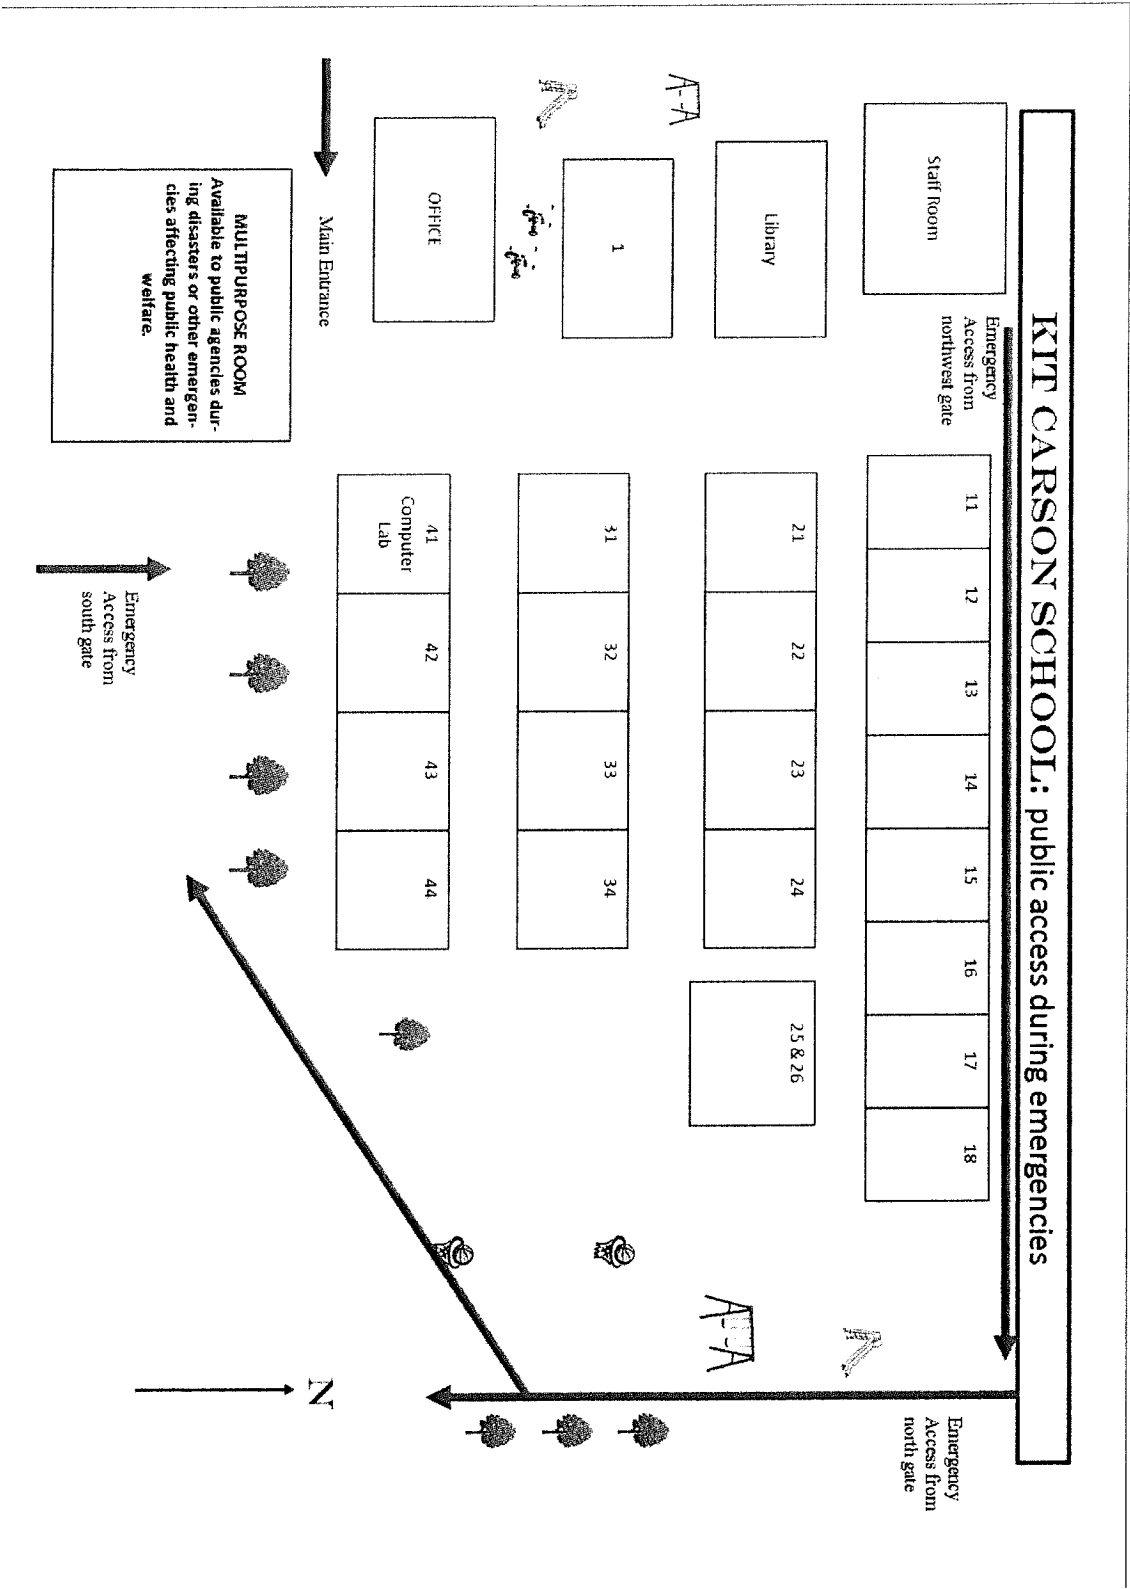 KIT CARSON SCHOOL: public access during emergencies
Staff Room
Emergency
Access from
northwest gate
Emergency
Access from
north gate
11
12
13
14
15
16
17
18
Library
21
22
23
24
25 & 26
1
31
32
33
34
OFFICE
41
Computer
Lab
42
43
44
Main Entrance
N
MULTIPURPOSE ROOM
Available to public agencies dur-
ing disasters or other emergen-
cies affecting public health and
welfare.
Emergency
Access from
south gate